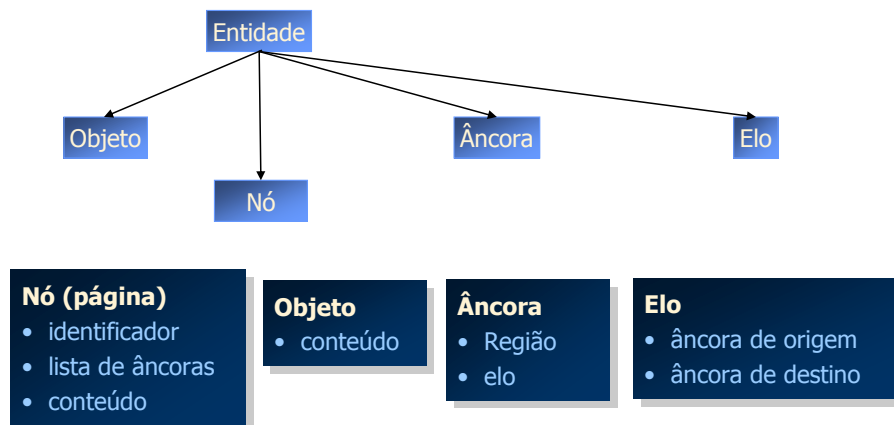 Entidade
Objeto
Âncora
Elo
Nó
Nó (página)
• identificador
• lista de âncoras
• conteúdo
Objeto
• conteúdo
Âncora
• Região
• elo
Elo
• âncora de origem
• âncora de destino